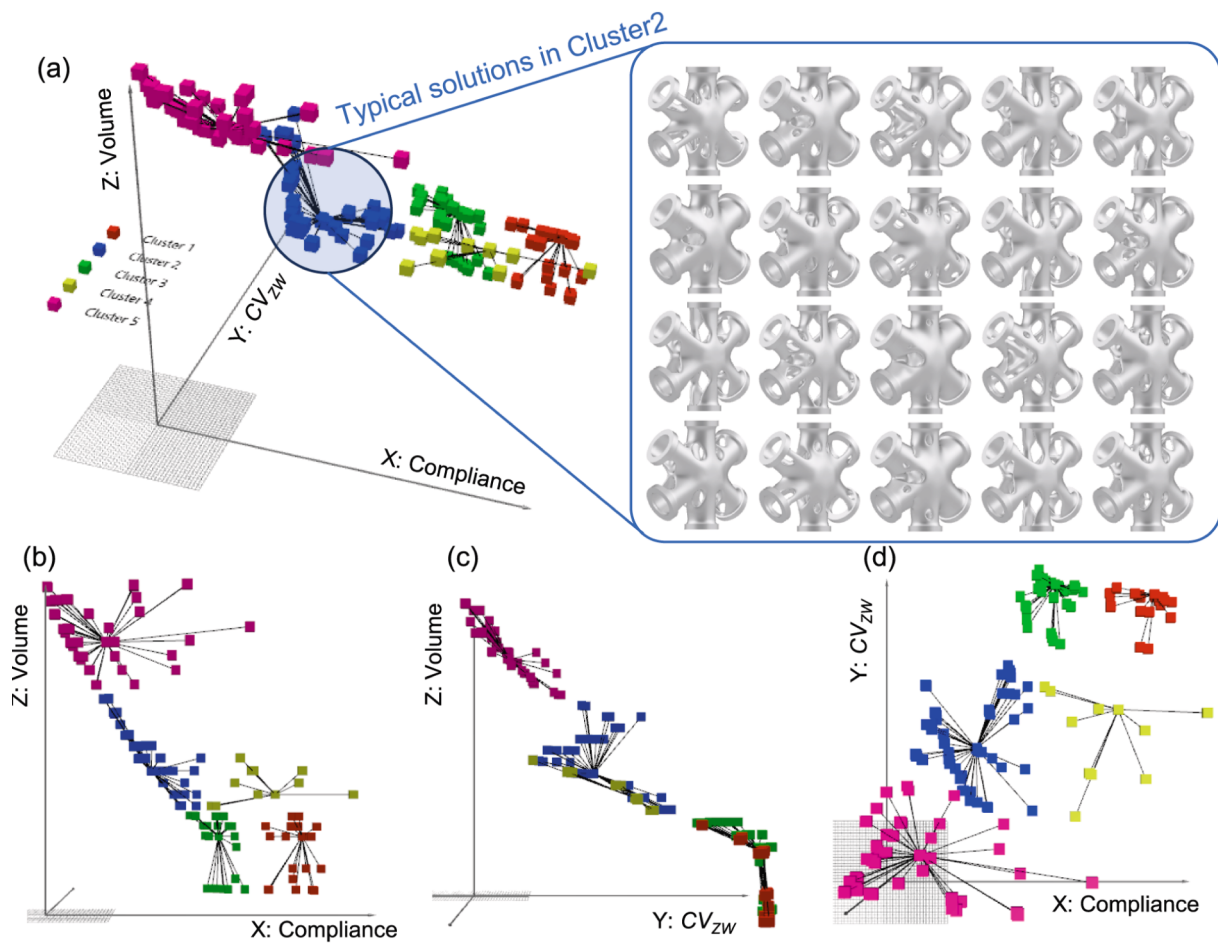 (a)
Typical solutions in Cluster2
Z: Volume
Cluster 1
Cluster 2
Cluster 3
Cluster 4
Cluster 5
Y: CVZW
X: Compliance
(b)
Z: Volume
X: Compliance
(c)
Z: Volume
Y: CVZW
(d)
Y: CVZW
X: Compliance